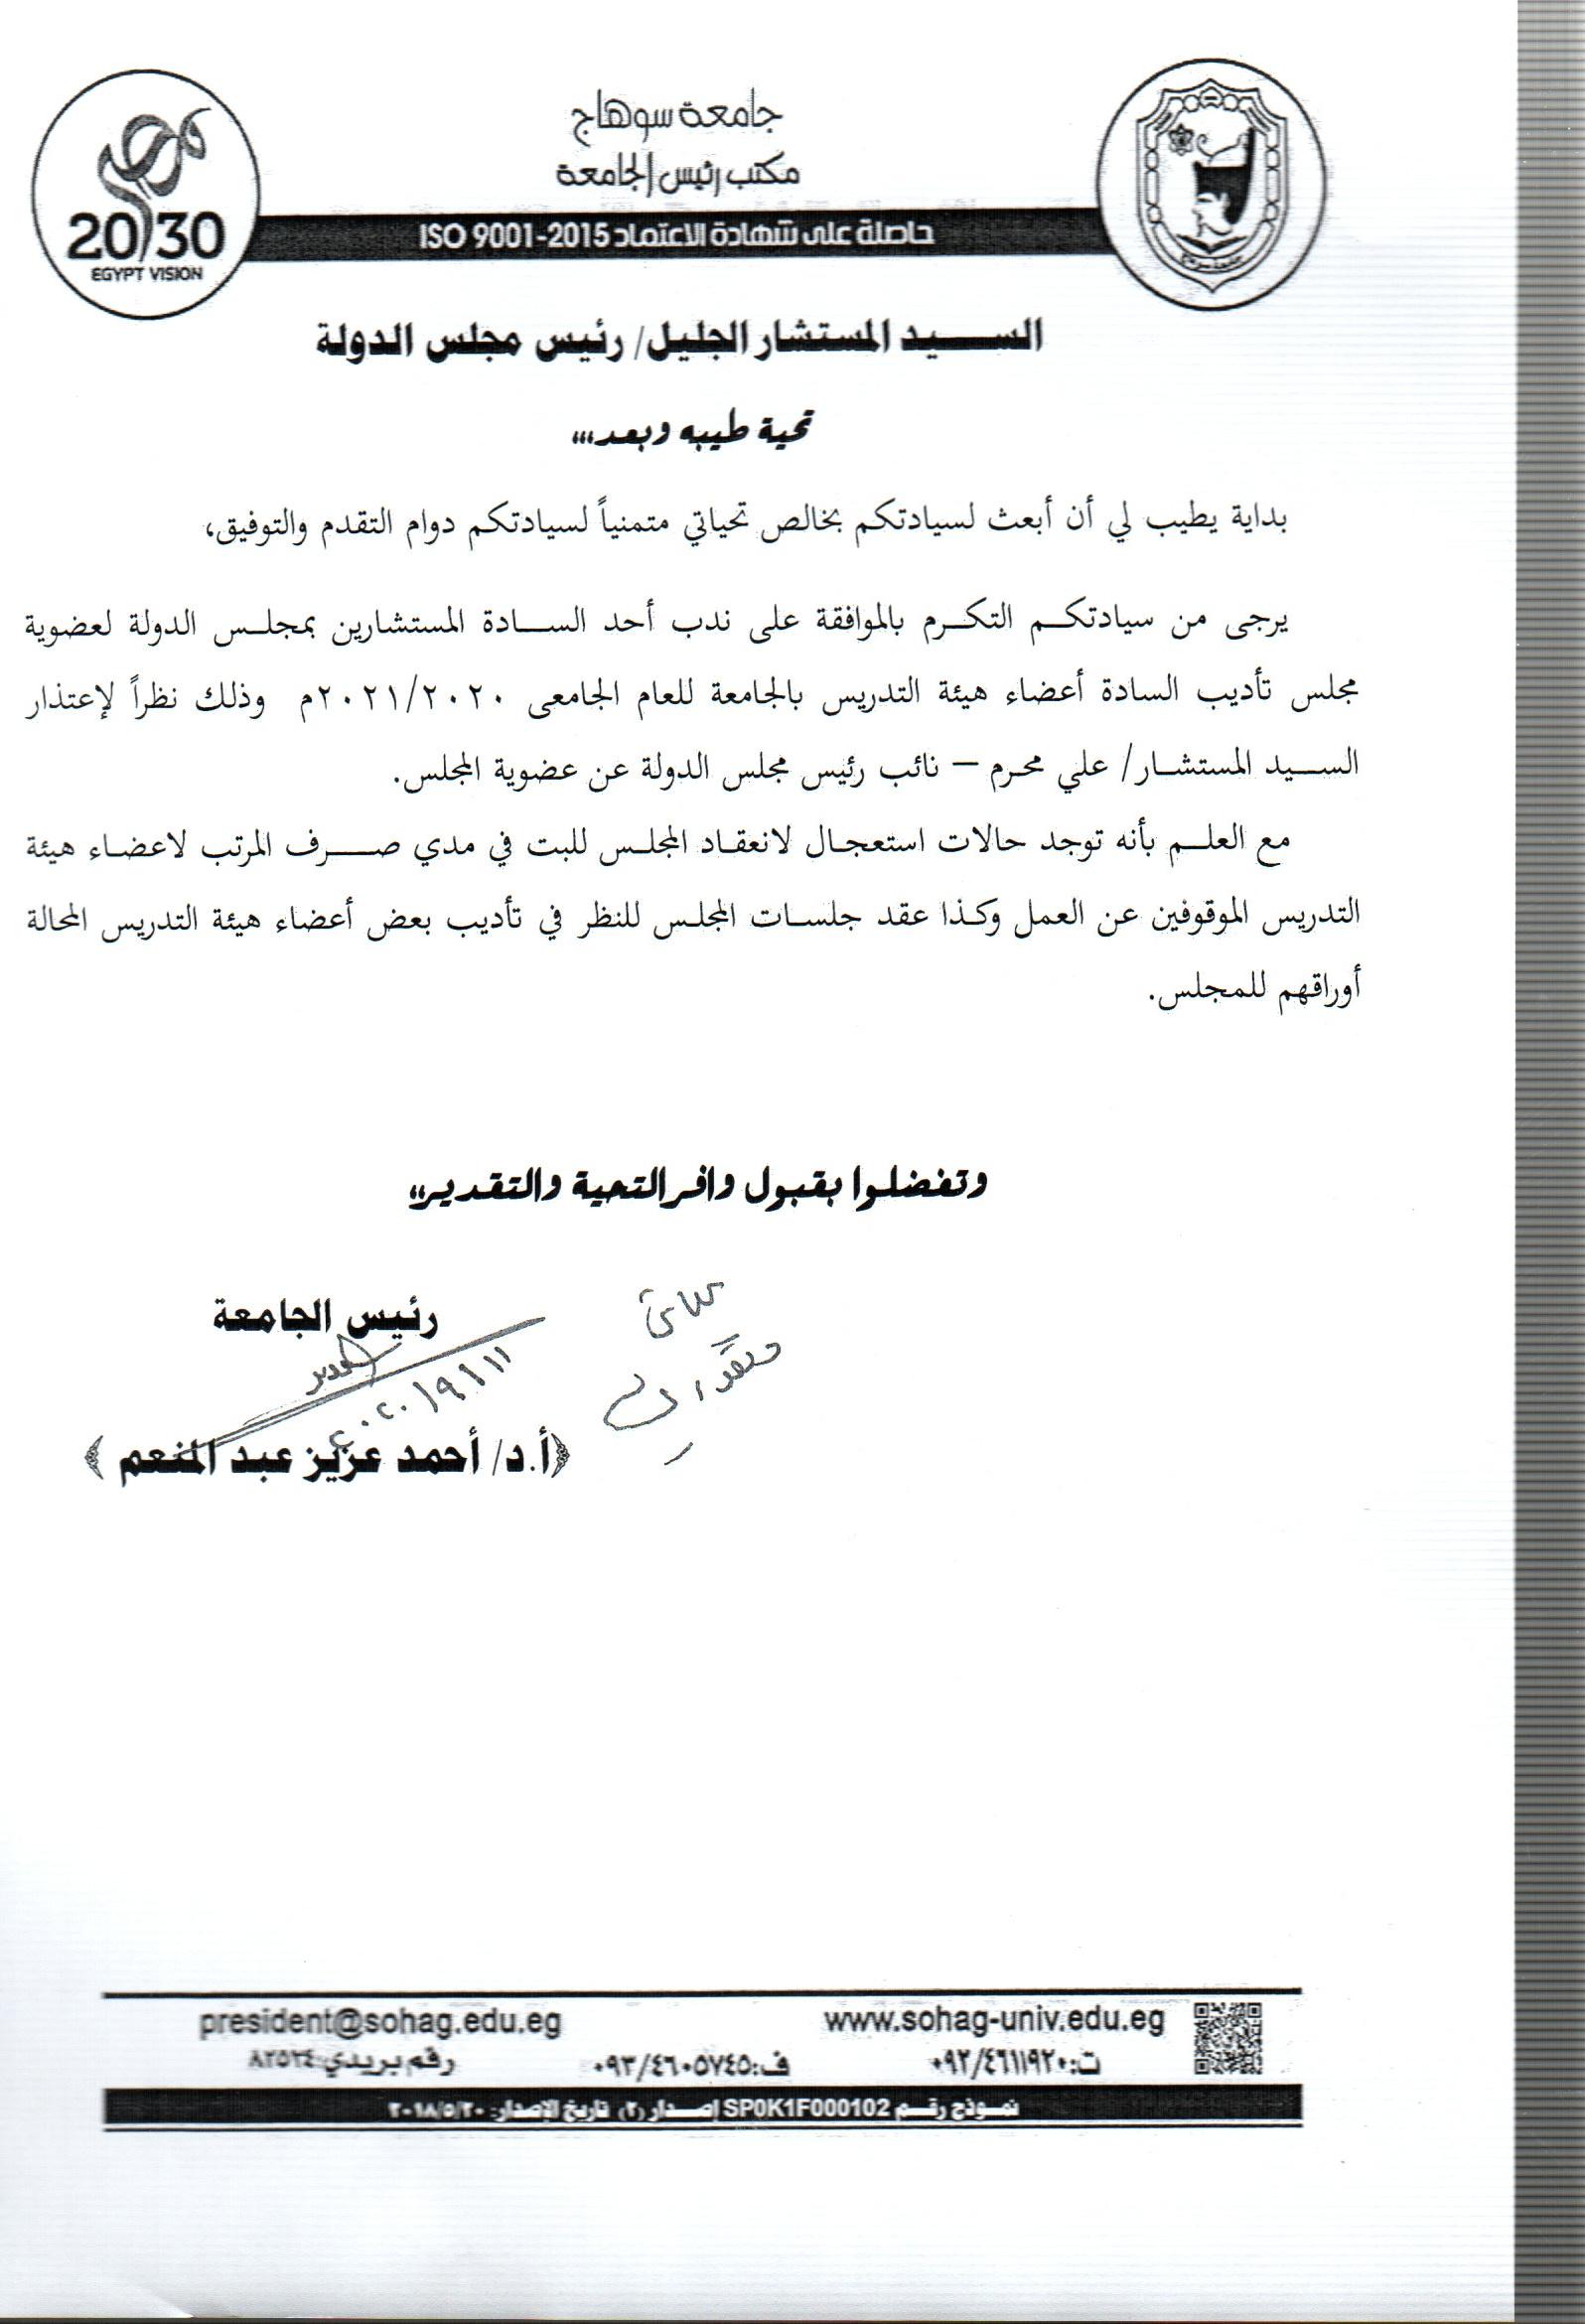 جامعة سوهاج
مكتب رئيس الجامعة
حاصلة على شهادة الاعتماد ISO 9001-2015
مصر
20/30
EGYPT VISION
السيد المستشار الجليل/ رئيس مجلس الدولة
تحية طيبه وبعد،،،
بداية يطيب لي أن أبعث لسيادتكم بخالص تحياتي متمنياً لسيادتكم دوام التقدم والتوفيق،
يرجى من سيادتكم التكرم بالموافقة على ندب أحد السادة المستشارين بمجلس الدولة لعضوية
مجلس تأديب السادة أعضاء هيئة التدريس بالجامعة للعام الجامعى ٢٠٢١/٢٠٢٠م وذلك نظراً لإعتذار
السيد المستشار/ علي محرم – نائب رئيس مجلس الدولة عن عضوية المجلس.
مع العلم بأنه توجد حالات استعجال لانعقاد المجلس للبت في مدي صرف المرتب لاعضاء هيئة
التدريس الموقوفين عن العمل وكذا عقد جلسات المجلس للنظر في تأديب بعض أعضاء هيئة التدريس المحالة
أوراقهم للمجلس.
وتفضلوا بقبول وافر التحية والتقدير،،
رئيس الجامعة
٢٠٢٠/٩/١١
﴿أ.د/ أحمد عزيز عبد المنعم ﴾
www.sohag-univ.edu.eg president@sohag.edu.eg
ت:٠٩٢/٤٦١١٩٢٠ ف:٠٩٣/٤٦٠٥٧٤٥ رقم بريدي:٨٢٥٢٤
نموذج رقم SP0K1F000102 إصدار (٢) تاريخ الإصدار: ٢٠١٨/٥/٢٠